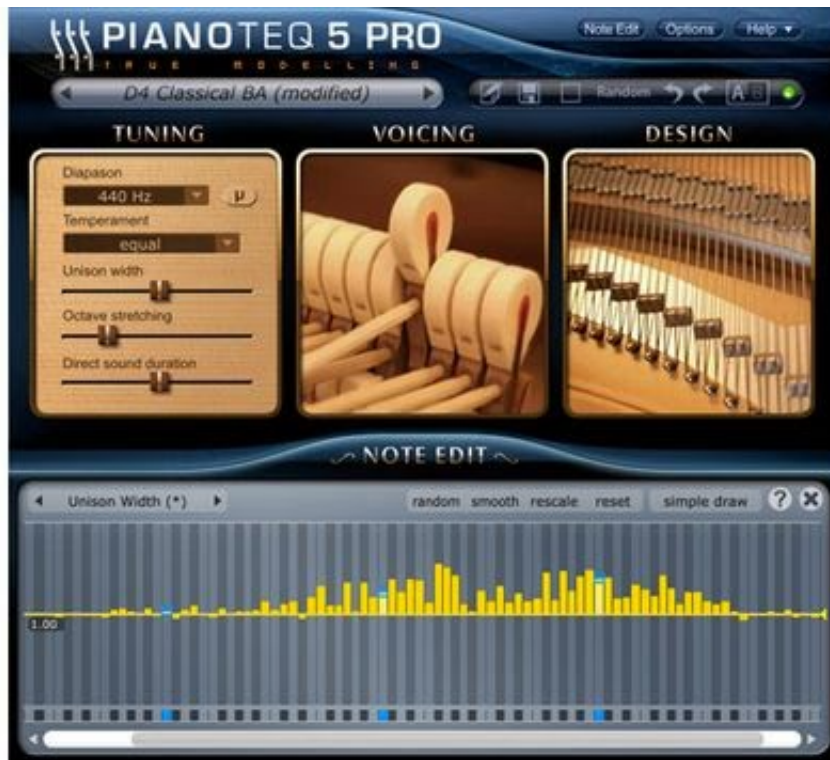 Note Edit Options Help
PIANOTEQ 5 PRO
TRUE MODELLING
D4 Classical BA (modified)
Random A B
TUNING VOICING DESIGN
Diapason
440 Hz μ
Temperament
equal
Unison width
Octave stretching
Direct sound duration
NOTE EDIT
Unison Width (*) random smooth rescale reset simple draw ?
1.00